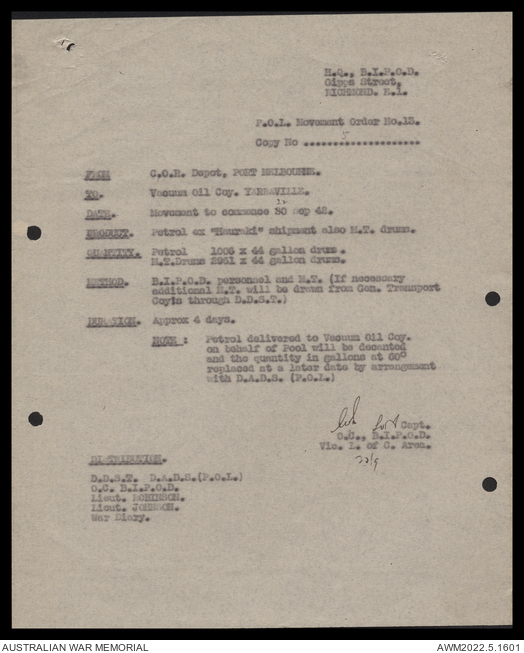 H.Q., B.I.P.O.D.
Gipps Street,
RICHMOND. E.1.
P.O.L. Movement Order No.13.
Copy No 5 ....................
FROM C.O.R. Depot, PORT MELBOURNE.
TO. Vacuum Oil Coy. YARRAVILLE.
DATE. Movement to commence 30 Sep 42.
PRODUCT. Petrol ex "Hauraki" shipment also M.T. drums.
QUANTITY. Petrol 1006 x 44 gallon drums.
M.T.Drums 2961 x 44 gallon drums.
METHOD. B.I.P.O.D. personnel and M.T. (If necessary
additional M.T. will be drawn from Gen. Transport
Coy's through D.D.S.T.)
DURATION. Approx 4 days.
NOTE : Petrol delivered to Vacuum Oil Coy.
on behalf of Pool will be decanted
and the quantity in gallons at 60°
replaced at a later date by arrangement
with D.A.D.S. (P.O.L.)
Capt.
O.C., B.I.P.O.D.
Vic. L. of C. Area.
22/9
DISTRIBUTION.
D.D.S.T. D.A.D.S.(P.O.L.)
O.C. B.I.P.O.D.
Lieut. ROBINSON.
Lieut. JOHNSON.
War Diary.
AUSTRALIAN WAR MEMORIAL
AWM2022.5.1601